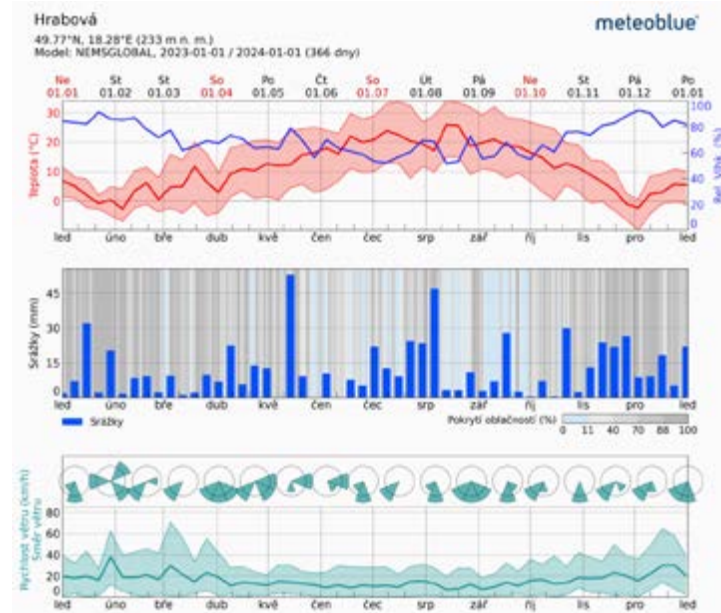 Hrabová
meteoblue
49.77°N, 18.28°E (233 m n. m.)
Model: NEMSGLOBAL, 2023-01-01 / 2024-01-01 (366 dny)
Ne St St So Po Čt So Út Pá Ne St Pá Po
01.01 01.02 01.03 01.04 01.05 01.06 01.07 01.08 01.09 01.10 01.11 01.12 01.01
Teplota (°C)
30
20
10
0
100
80
60
40
20
0
Rel. Vlh. (%)
led úno bře dub kvě čen čec srp zář říj lis pro led
Srážky (mm)
45
30
15
0
led úno bře dub kvě čen čec srp zář říj lis pro led
Srážky
Pokrytí oblačností (%)
0 11 40 70 88 100
Rychlost větru (km/h)
Směr větru
80
60
40
20
0
led úno bře dub kvě čen čec srp zář říj lis pro led